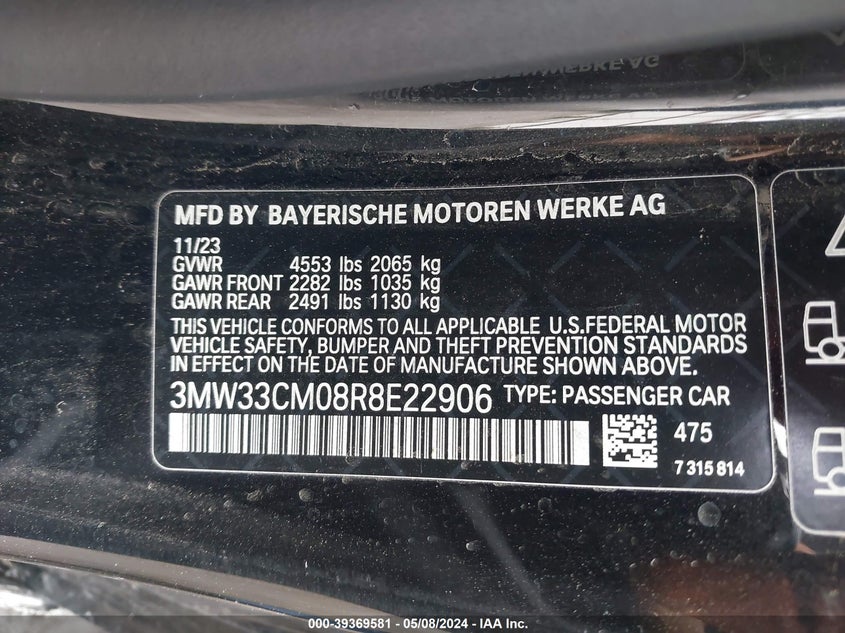 MFD BY BAYERISCHE MOTOREN WERKE AG
11/23
GVWR 4553 lbs 2065 kg
GAWR FRONT 2282 lbs 1035 kg
GAWR REAR 2491 lbs 1130 kg
THIS VEHICLE CONFORMS TO ALL APPLICABLE U.S.FEDERAL MOTOR
VEHICLE SAFETY, BUMPER AND THEFT PREVENTION STANDARDS
IN EFFECT ON THE DATE OF MANUFACTURE SHOWN ABOVE.
3MW33CM08R8E22906 TYPE: PASSENGER CAR
475
7 315 814
000-39369581 - 05/08/2024 - IAA Inc.